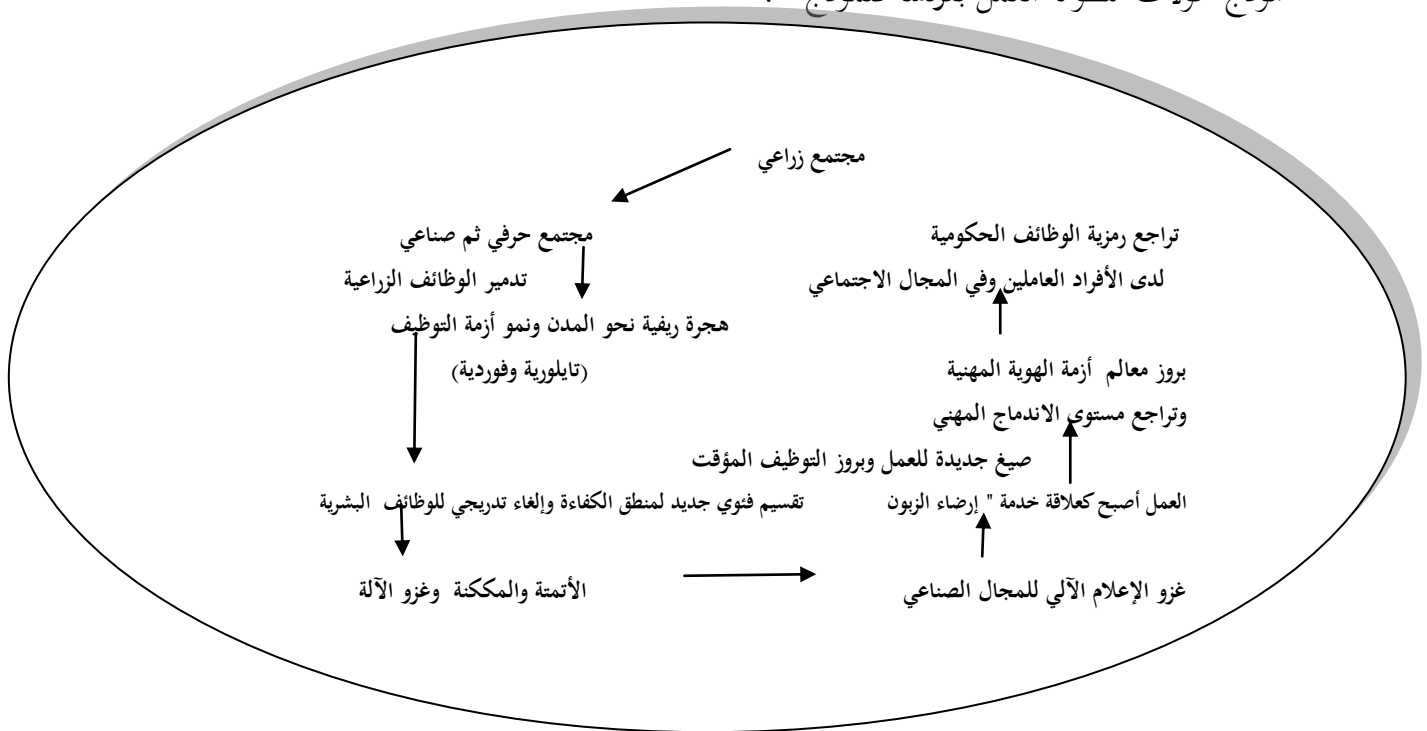 العمل
مجتمع زراعي
تراجع رمزية الوظائف الحكومية
لدى الأفراد العاملين وفي المجال الاجتماعي
مجتمع حرفي ثم صناعي
تدمير الوظائف الزراعية
هجرة ريفية نحو المدن ونمو أزمة التوظيف
(تايلورية وفوردية)
بروز معالم أزمة الهوية المهنية
وتراجع مستوى الاندماج المهني
صيغ جديدة للعمل وبروز التوظيف المؤقت
العمل أصبح كعلاقة خدمة " إرضاء الزبون
تقسيم فئوي جديد لمنطق الكفاءة وإلغاء تدريجي للوظائف البشرية
غزو الإعلام الآلي للمجال الصناعي
الأتمتة والمككنة وغزو الآلة